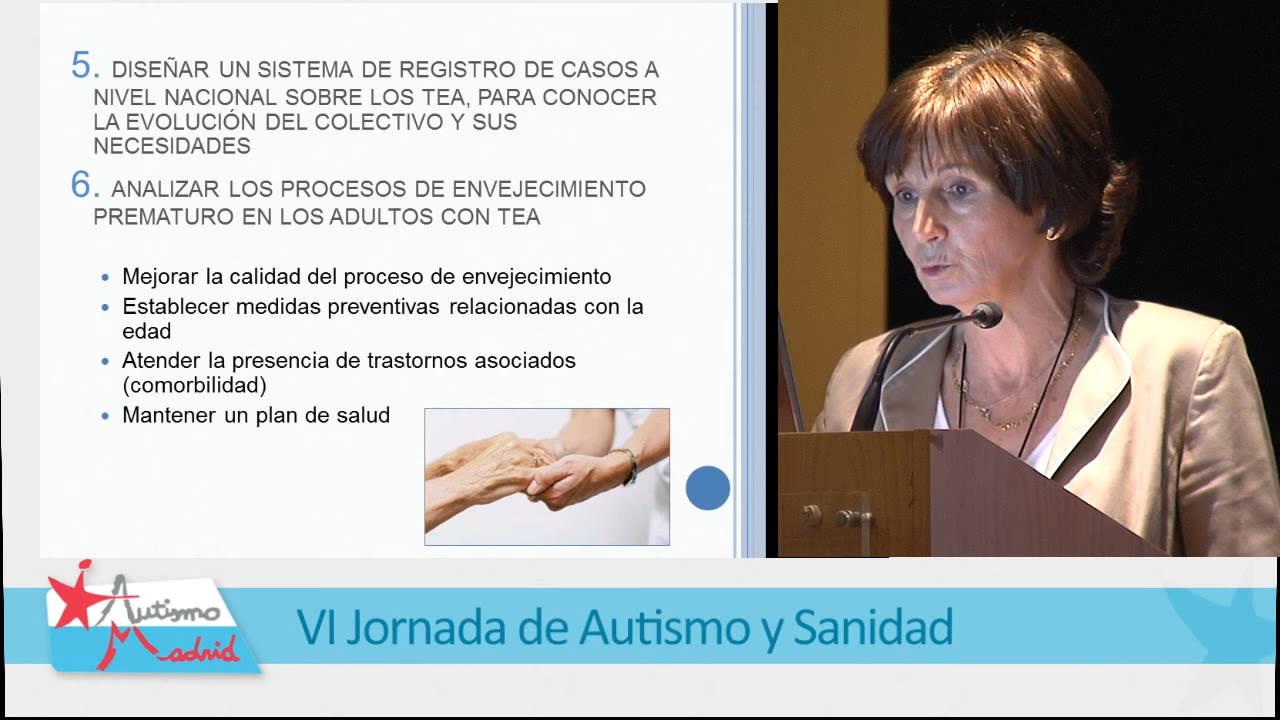 5. DISEÑAR UN SISTEMA DE REGISTRO DE CASOS A
NIVEL NACIONAL SOBRE LOS TEA, PARA CONOCER
LA EVOLUCIÓN DEL COLECTIVO Y SUS
NECESIDADES
6. ANALIZAR LOS PROCESOS DE ENVEJECIMIENTO
PREMATURO EN LOS ADULTOS CON TEA
• Mejorar la calidad del proceso de envejecimiento
• Establecer medidas preventivas relacionadas con la
edad
• Atender la presencia de trastornos asociados
(comorbilidad)
• Mantener un plan de salud
Autismo
Madrid
VI Jornada de Autismo y Sanidad